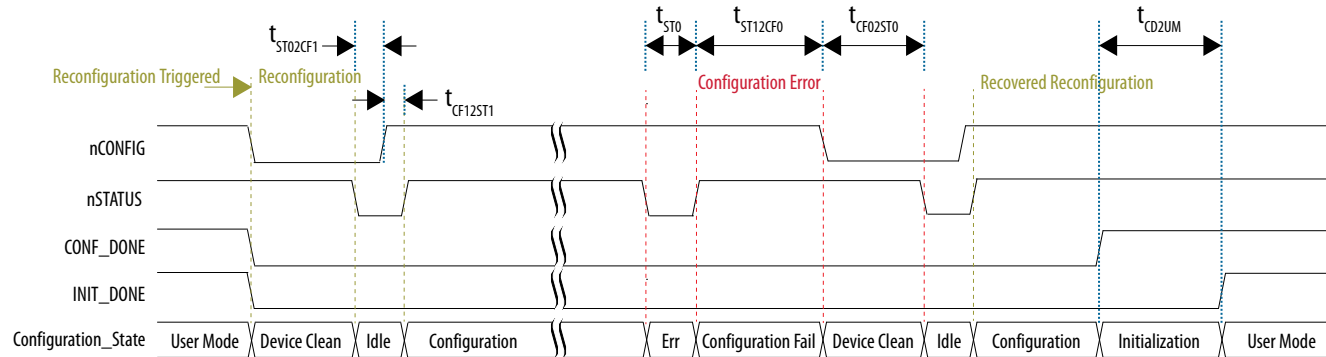 tST02CF1
tST0
tST12CF0
tCF02ST0
tCD2UM
Reconfiguration Triggered
Reconfiguration
Configuration Error
Recovered Reconfiguration
tCF12ST1
nCONFIG
nSTATUS
CONF_DONE
INIT_DONE
Configuration_State User Mode Device Clean Idle Configuration Err Configuration Fail Device Clean Idle Configuration Initialization User Mode